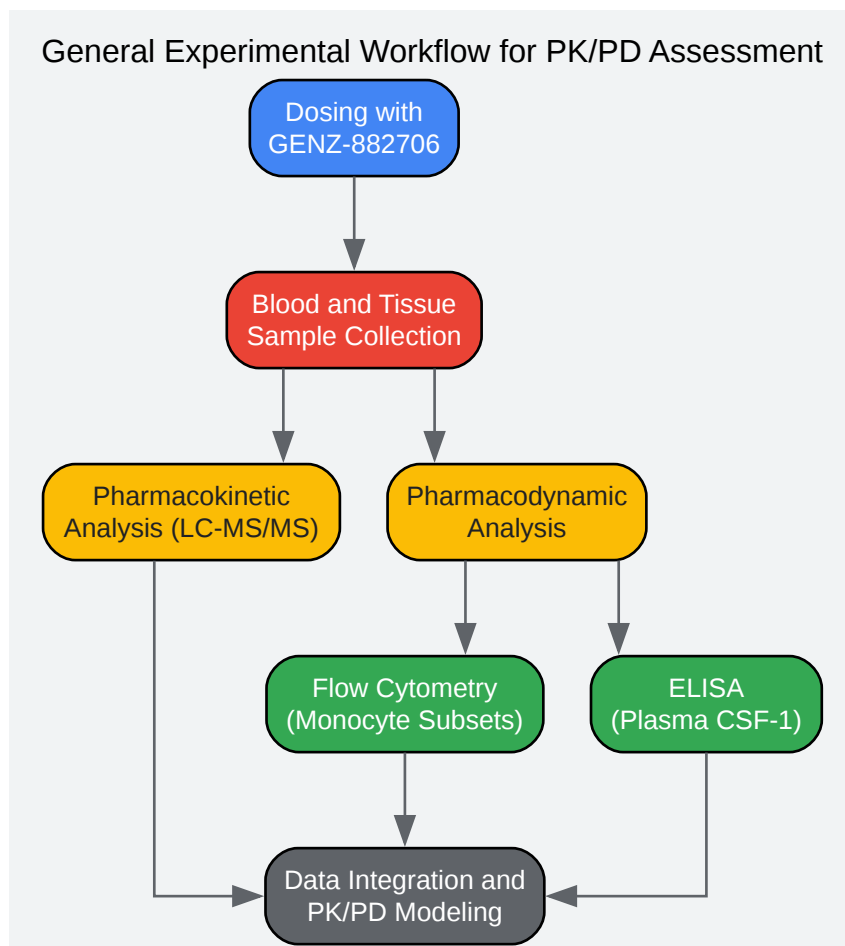 General Experimental Workflow for PK/PD Assessment
Dosing with
GENZ-882706
Blood and Tissue
Sample Collection
Pharmacokinetic
Analysis (LC-MS/MS)
Pharmacodynamic
Analysis
Flow Cytometry
(Monocyte Subsets)
ELISA
(Plasma CSF-1)
Data Integration and
PK/PD Modeling